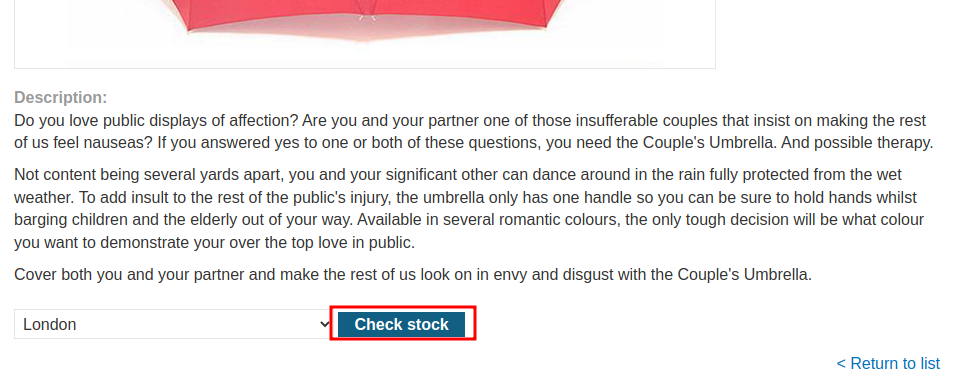 Description:
Do you love public displays of affection? Are you and your partner one of those insufferable couples that insist on making the rest
of us feel nauseas? If you answered yes to one or both of these questions, you need the Couple's Umbrella. And possible therapy.
Not content being several yards apart, you and your significant other can dance around in the rain fully protected from the wet
weather. To add insult to the rest of the public's injury, the umbrella only has one handle so you can be sure to hold hands whilst
barging children and the elderly out of your way. Available in several romantic colours, the only tough decision will be what colour
you want to demonstrate your over the top love in public.
Cover both you and your partner and make the rest of us look on in envy and disgust with the Couple's Umbrella.
London
Check stock
< Return to list